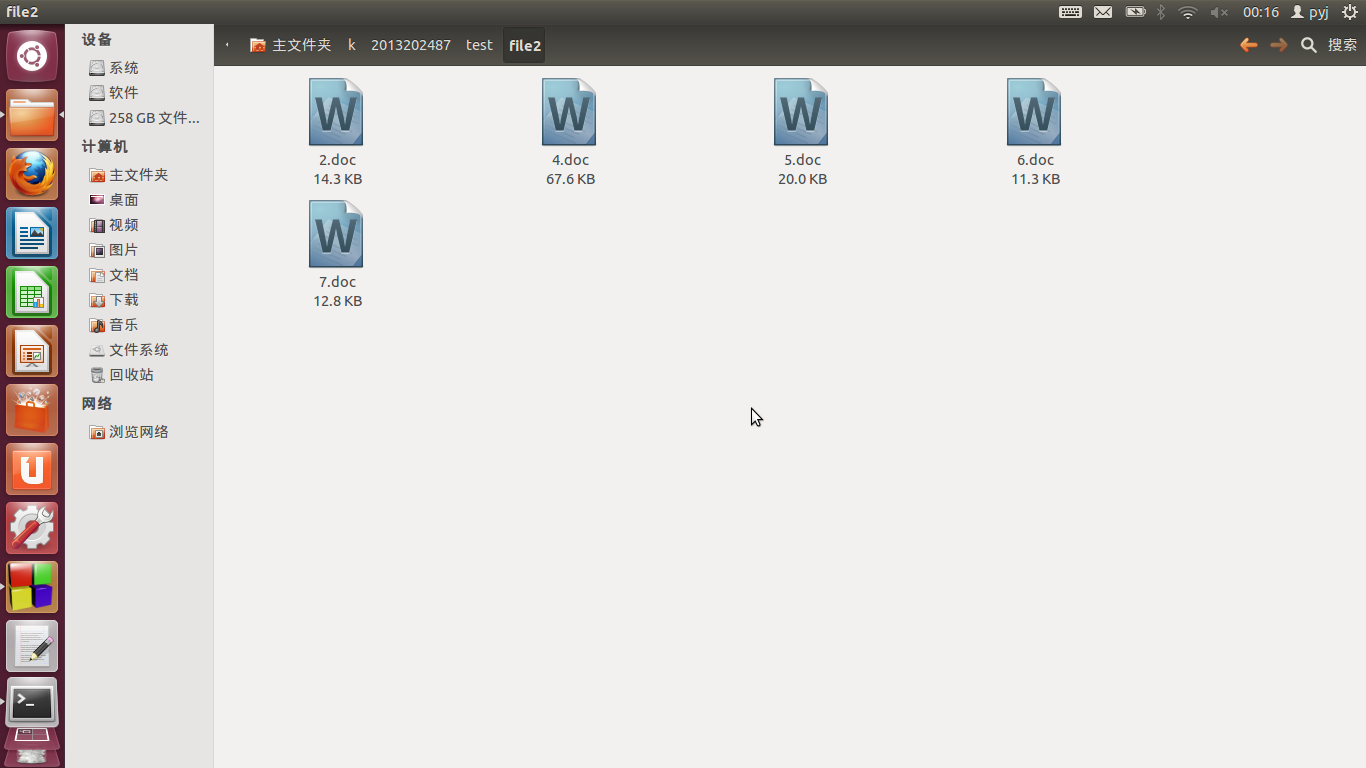 file2
00:16 pyj
设备
系统
软件
258 GB 文件...
计算机
主文件夹
桌面
视频
图片
文档
下载
音乐
文件系统
回收站
网络
浏览网络
主文件夹 k 2013202487 test file2
搜索
W W W W
2.doc 4.doc 5.doc 6.doc
14.3 KB 67.6 KB 20.0 KB 11.3 KB
W
7.doc
12.8 KB